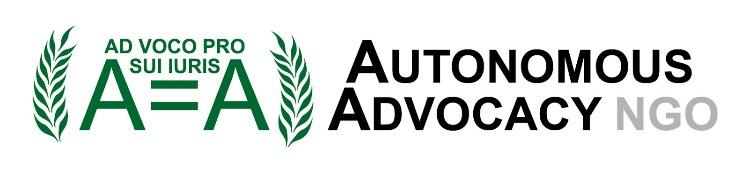 AD VOCO PRO
SUI IURIS
A=A
AUTONOMOUS
ADVOCACY NGO